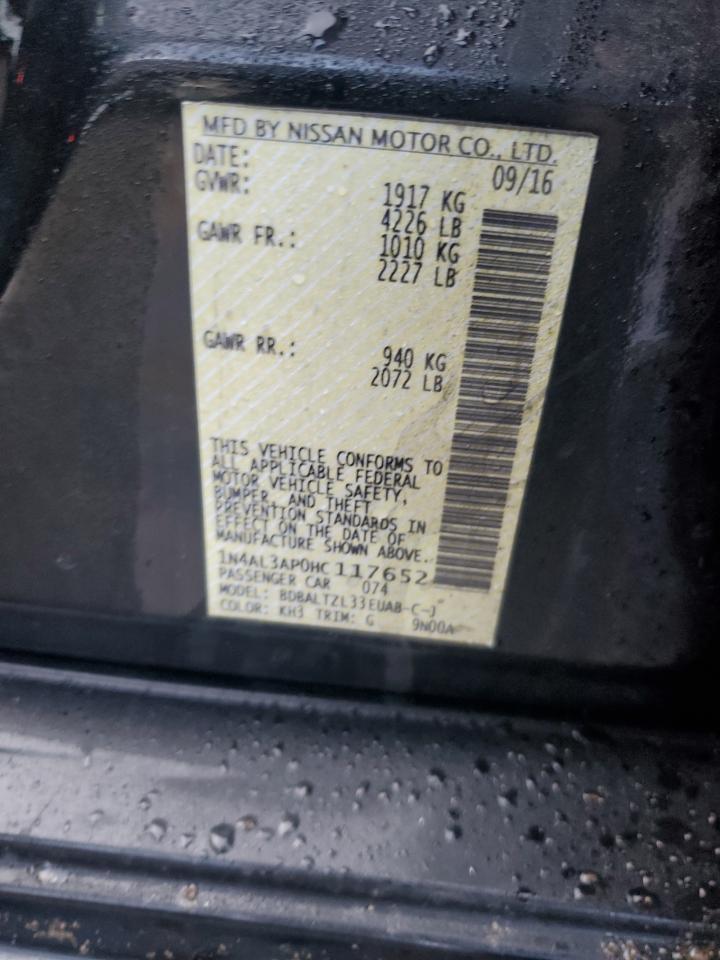 MFD BY NISSAN MOTOR CO., LTD.
DATE: 09/16
GVWR: 1917 KG
4226 LB
GAWR FR.: 1010 KG
2227 LB
GAWR RR.: 940 KG
2072 LB
THIS VEHICLE CONFORMS TO
ALL APPLICABLE FEDERAL
MOTOR VEHICLE SAFETY,
BUMPER, AND THEFT
PREVENTION STANDARDS IN
EFFECT ON THE DATE OF
MANUFACTURE SHOWN ABOVE.
1N4AL3AP0HC117652
PASSENGER CAR 074
MODEL: BDBALTZL33EUAB-C-J
COLOR: KH3 TRIM: G 9N00A